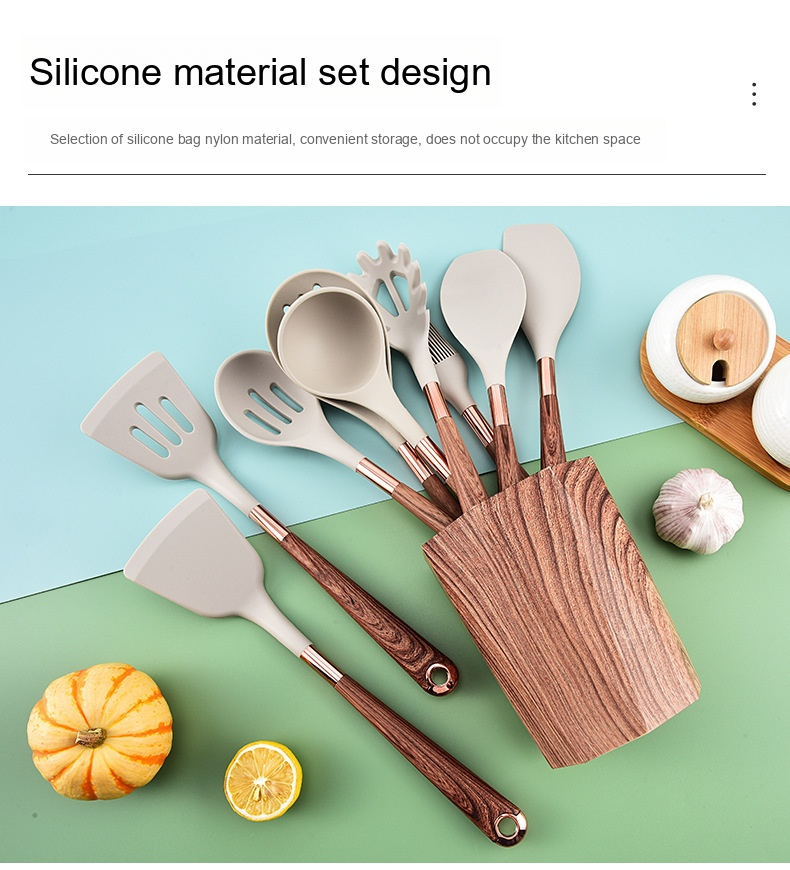 Silicone material set design
Selection of silicone bag nylon material, convenient storage, does not occupy the kitchen space